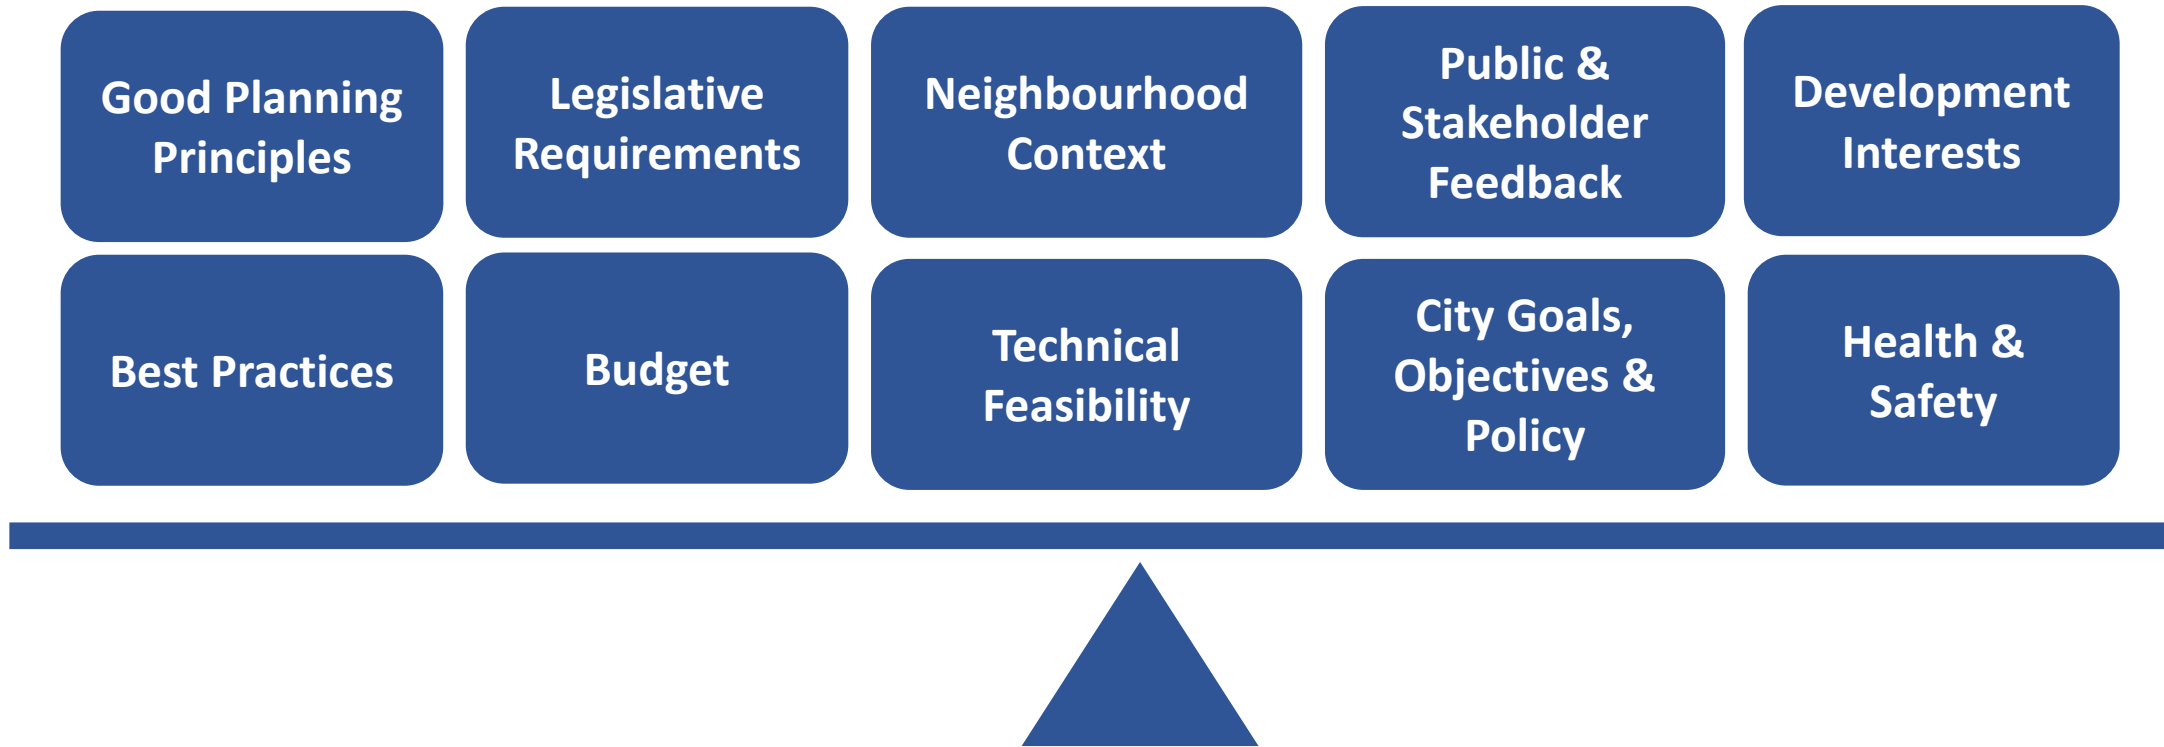 Good Planning
Principles
Legislative
Requirements
Neighbourhood
Context
Public &
Stakeholder
Feedback
Development
Interests
Best Practices
Budget
Technical
Feasibility
City Goals,
Objectives &
Policy
Health &
Safety